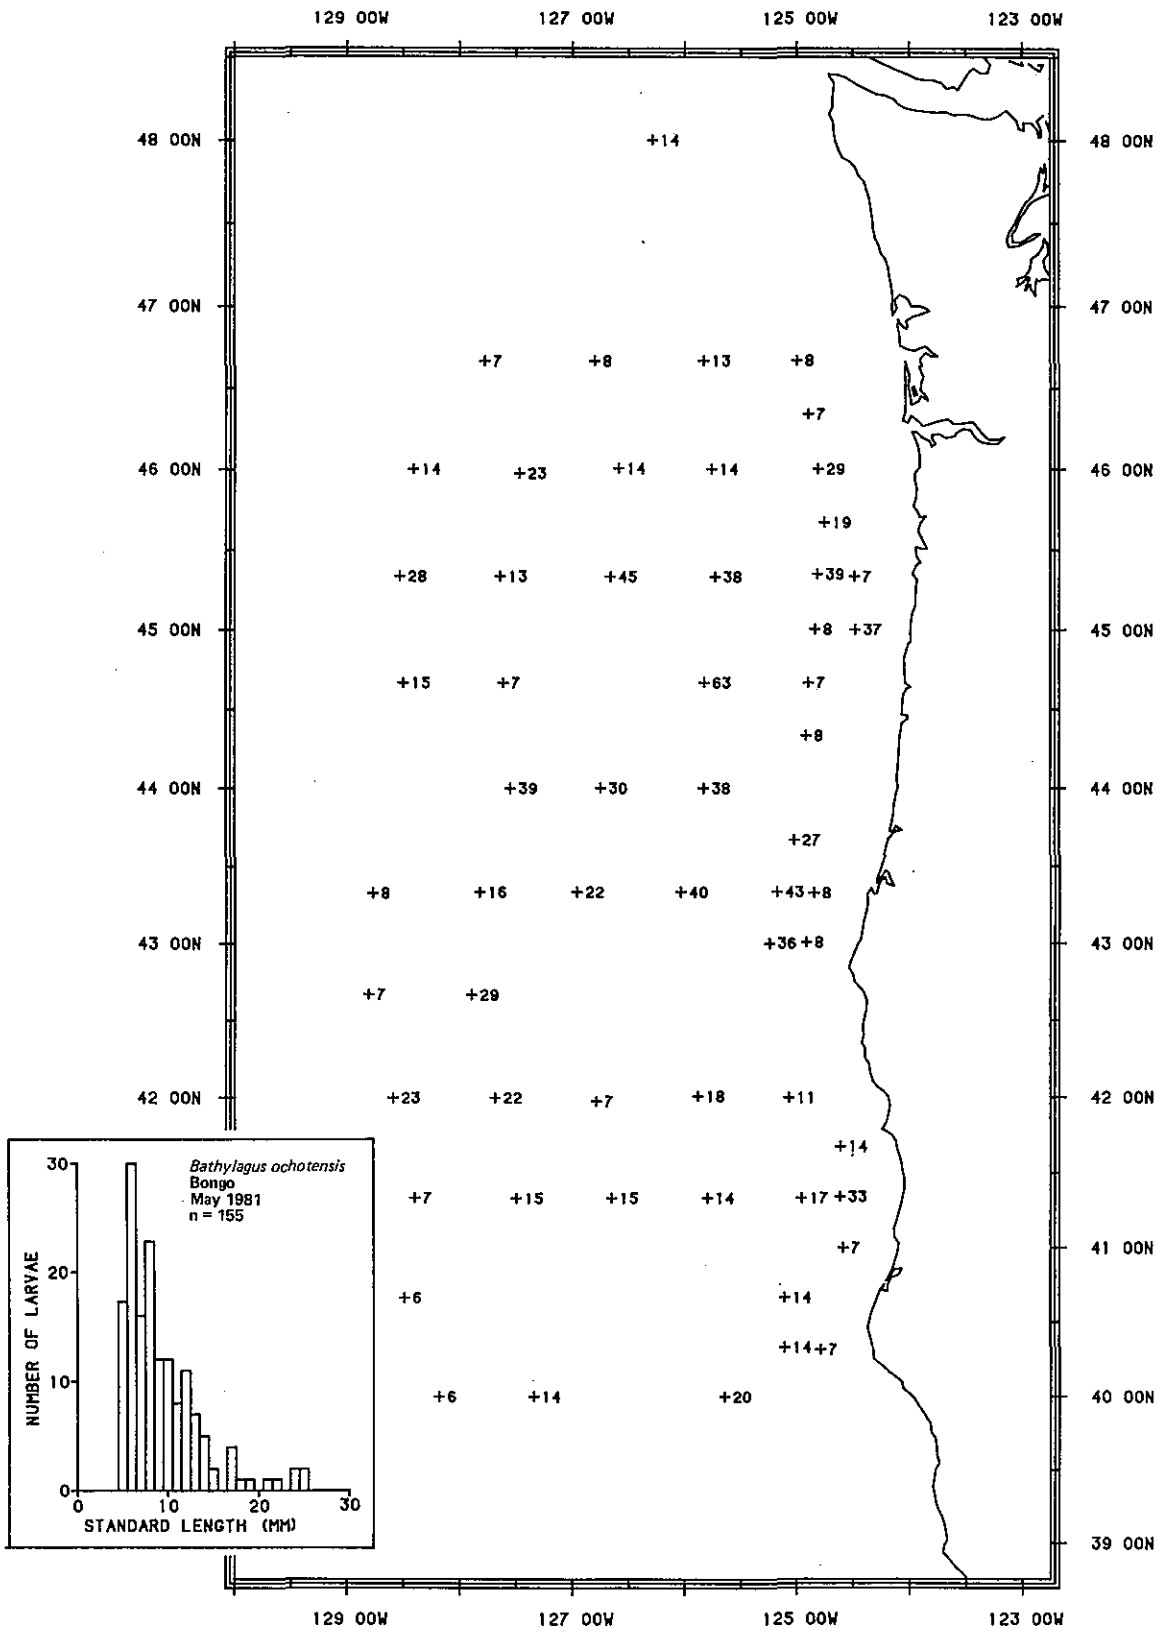 129 00W 127 00W 125 00W 123 00W
48 00N +14 48 00N
47 00N 47 00N
+7 +8 +13 +8
+7
46 00N +14 +23 +14 +14 +29 46 00N
+19
+28 +13 +45 +38 +39 +7
45 00N +8 +37 45 00N
+15 +7 +63 +7
+8
44 00N +39 +30 +38 44 00N
+27
+8 +16 +22 +40 +43 +8
43 00N +36 +8 43 00N
+7 +29
42 00N +23 +22 +7 +18 +11 42 00N
+14
+7 +15 +15 +14 +17 +33
+7 41 00N
+6 +14
+14 +7
+6 +14 +20 40 00N
39 00N
Bathylagus ochotensis
Bongo
May 1981
n = 155
NUMBER OF LARVAE
30
20
10
0
0 10 20 30
STANDARD LENGTH (MM)
129 00W 127 00W 125 00W 123 00W